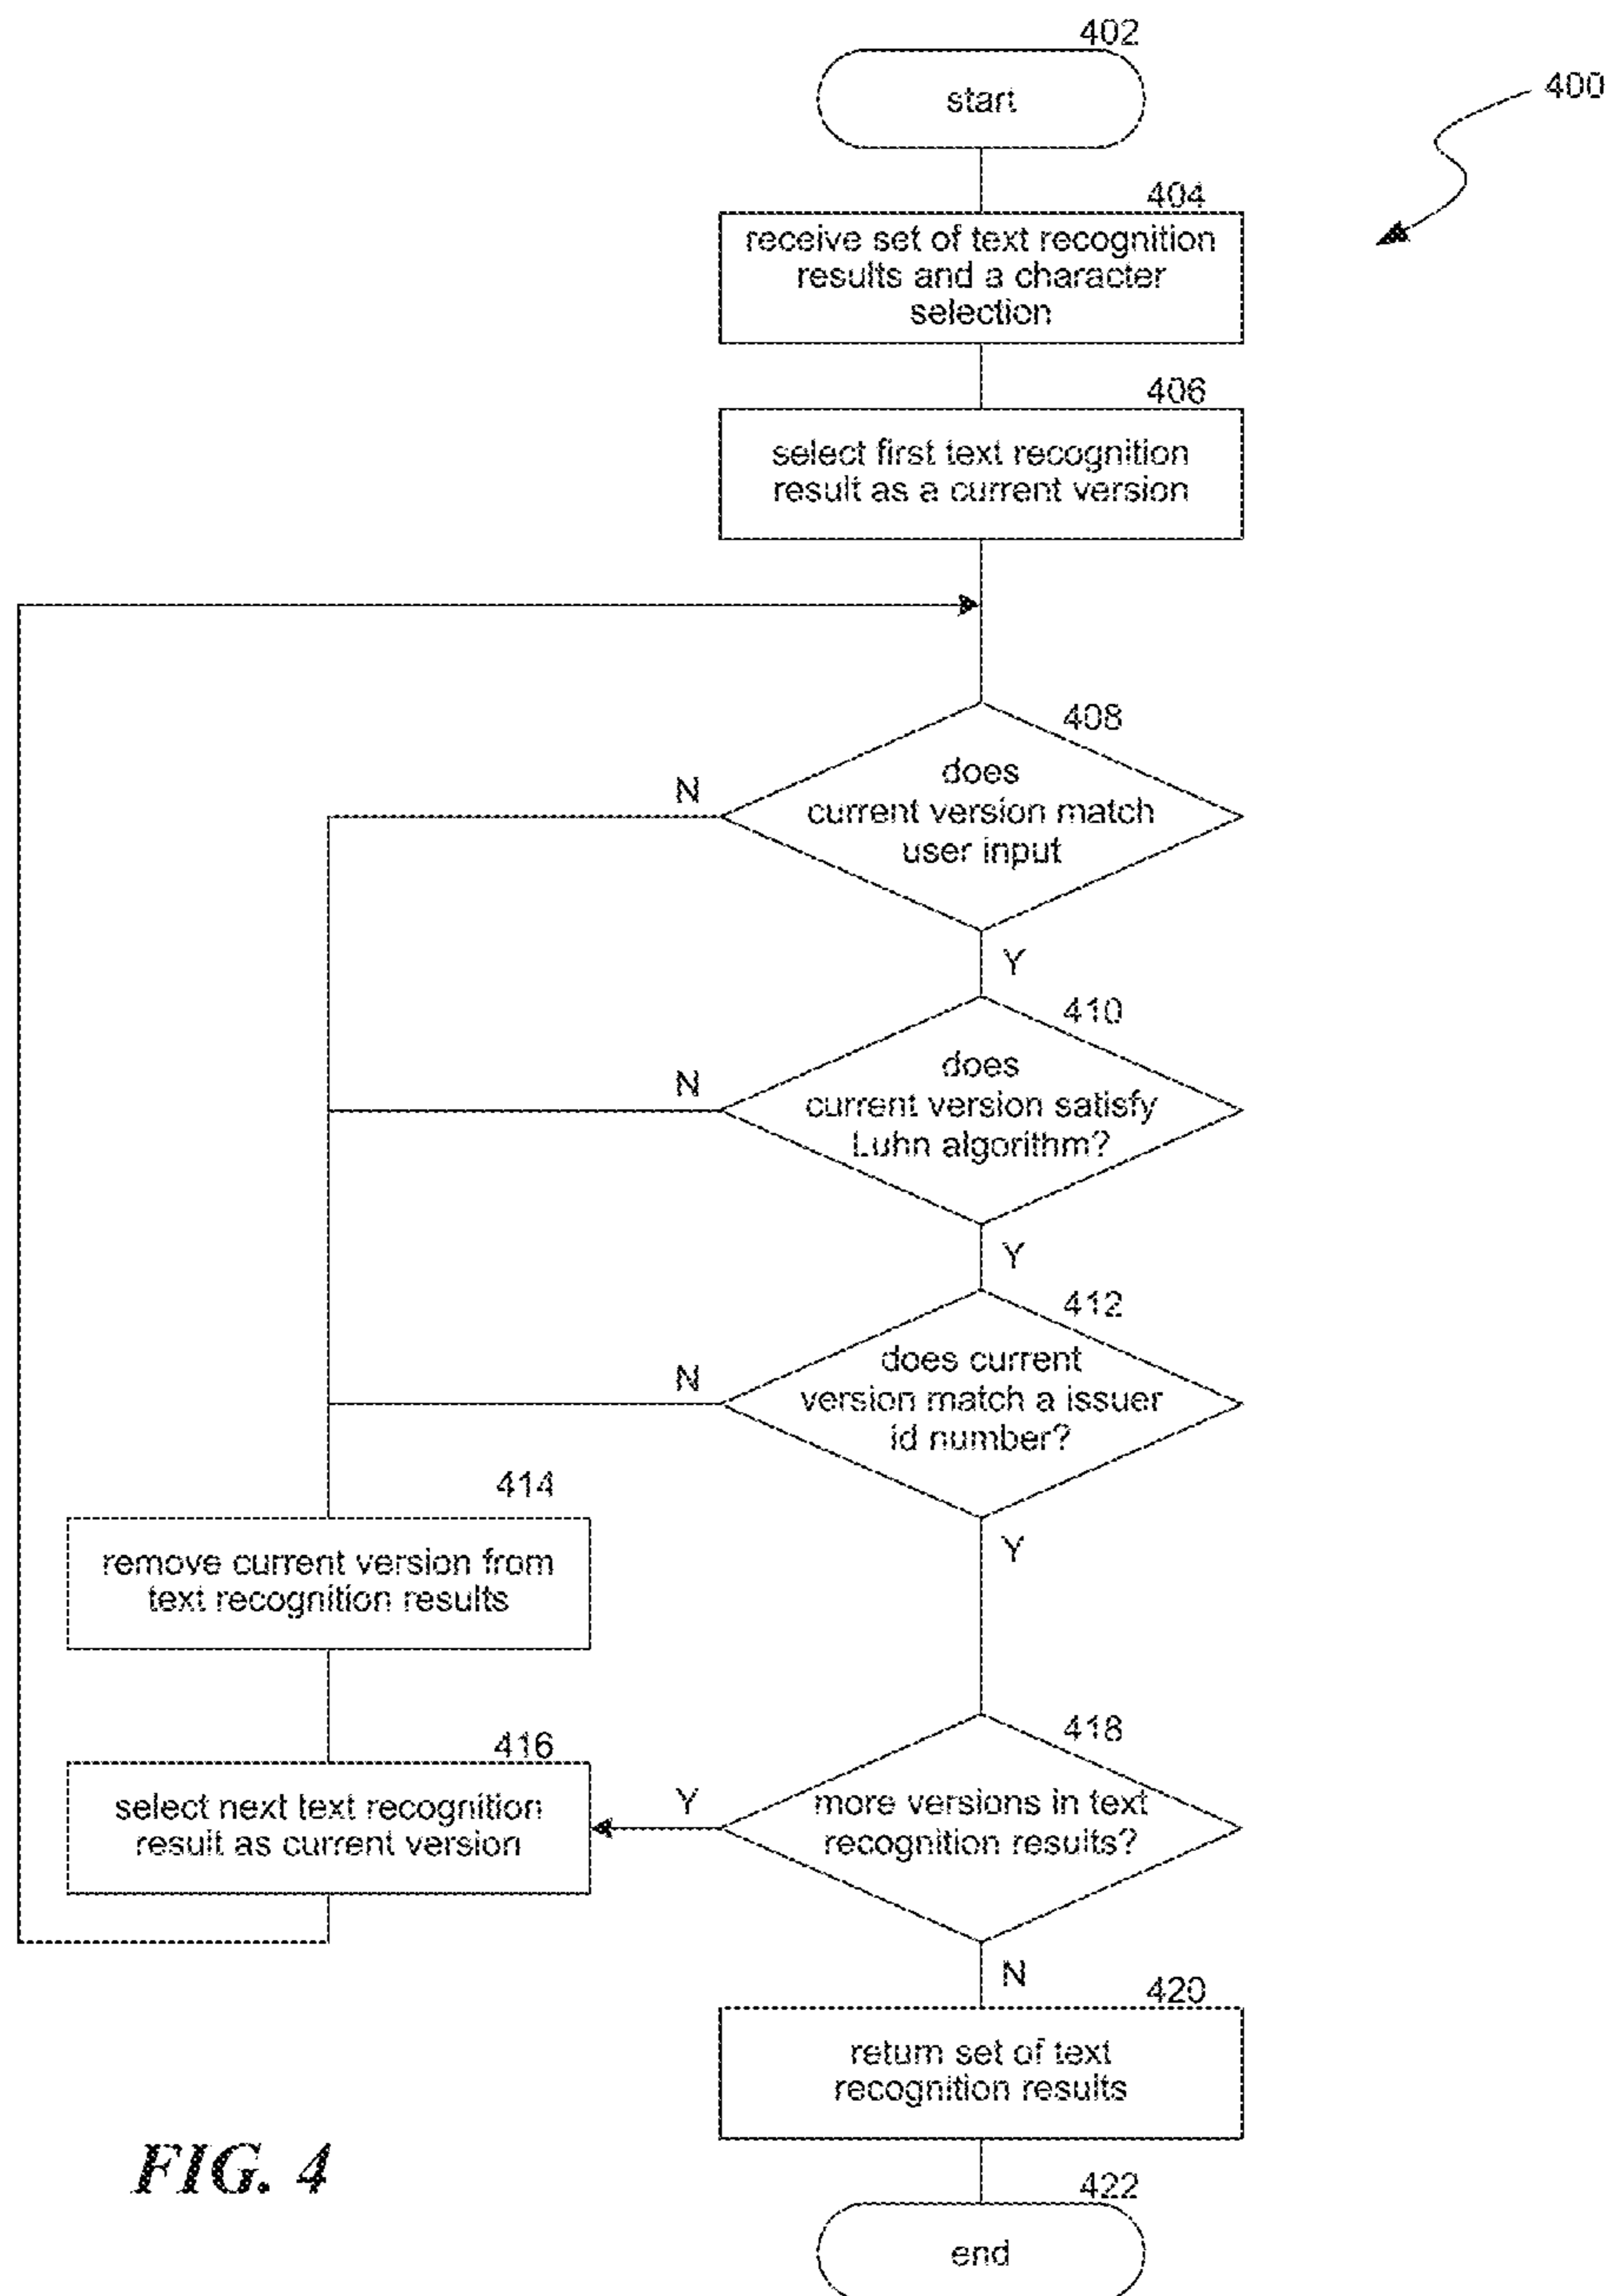 402
start
400
404
receive set of text recognition
results and a character
selection
406
select first text recognition
result as a current version
408
does
current version match
user input
N
Y
410
does
current version satisfy
Luhn algorithm?
N
Y
412
does current
version match a issuer
id number?
N
Y
414
remove current version from
text recognition results
416
select next text recognition
result as current version
418
more versions in text
recognition results?
Y
N
420
return set of text
recognition results
422
end
FIG. 4